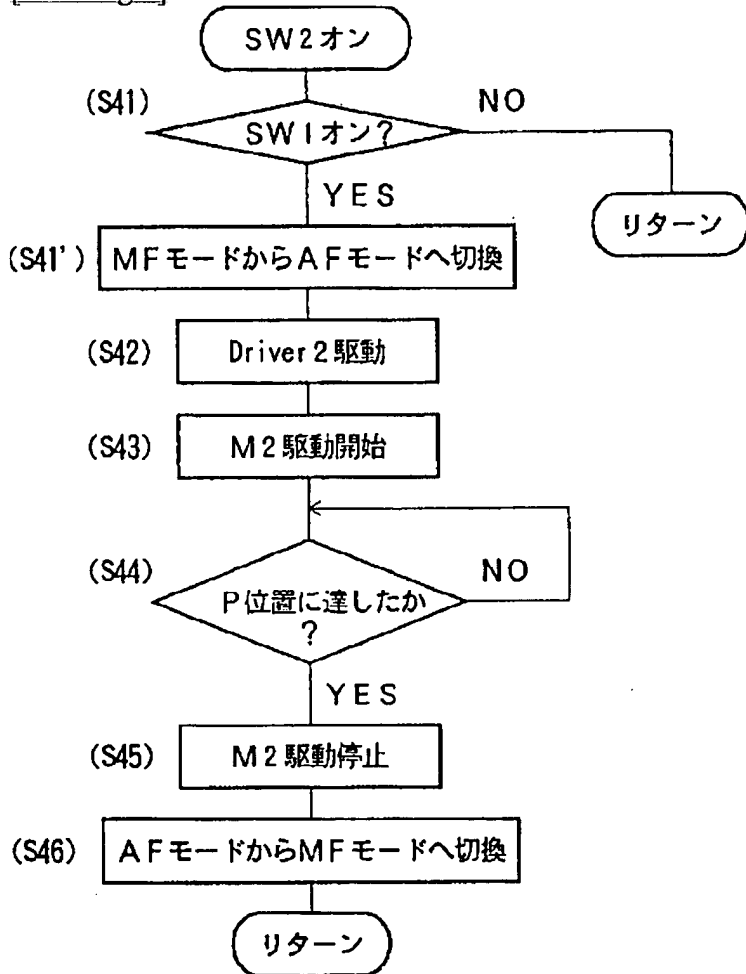 SW2オン
(S41)
SW1オン?
NO
YES
リターン
(S41')
MFモードからAFモードへ切換
(S42)
Driver2駆動
(S43)
M2駆動開始
(S44)
P位置に達したか
?
NO
YES
(S45)
M2駆動停止
(S46)
AFモードからMFモードへ切換
リターン